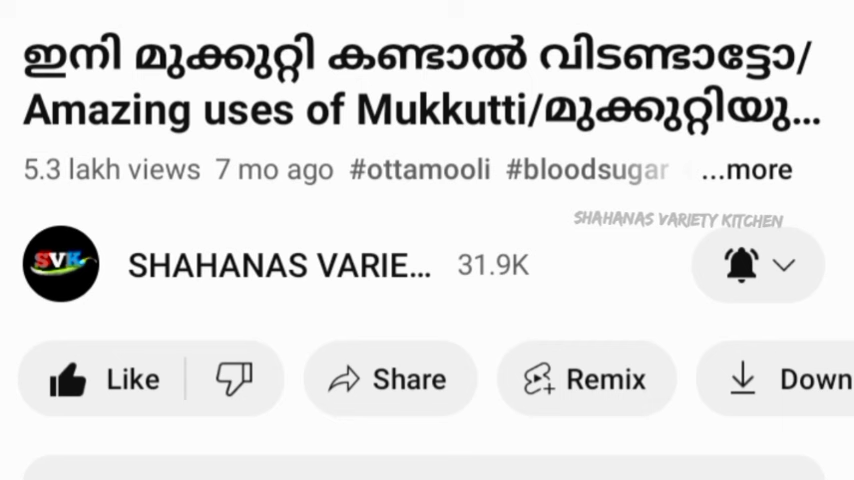 ഇനി മുക്കുറ്റി കണ്ടാൽ വിടണ്ടാട്ടോ/
Amazing uses of Mukkutti/മുക്കുറ്റിയു...
5.3 lakh views 7 mo ago #ottamooli #bloodsugar ...more
SHAHANAS VARIETY KITCHEN
SVK SHAHANAS VARIE... 31.9K
Like Share Remix Down